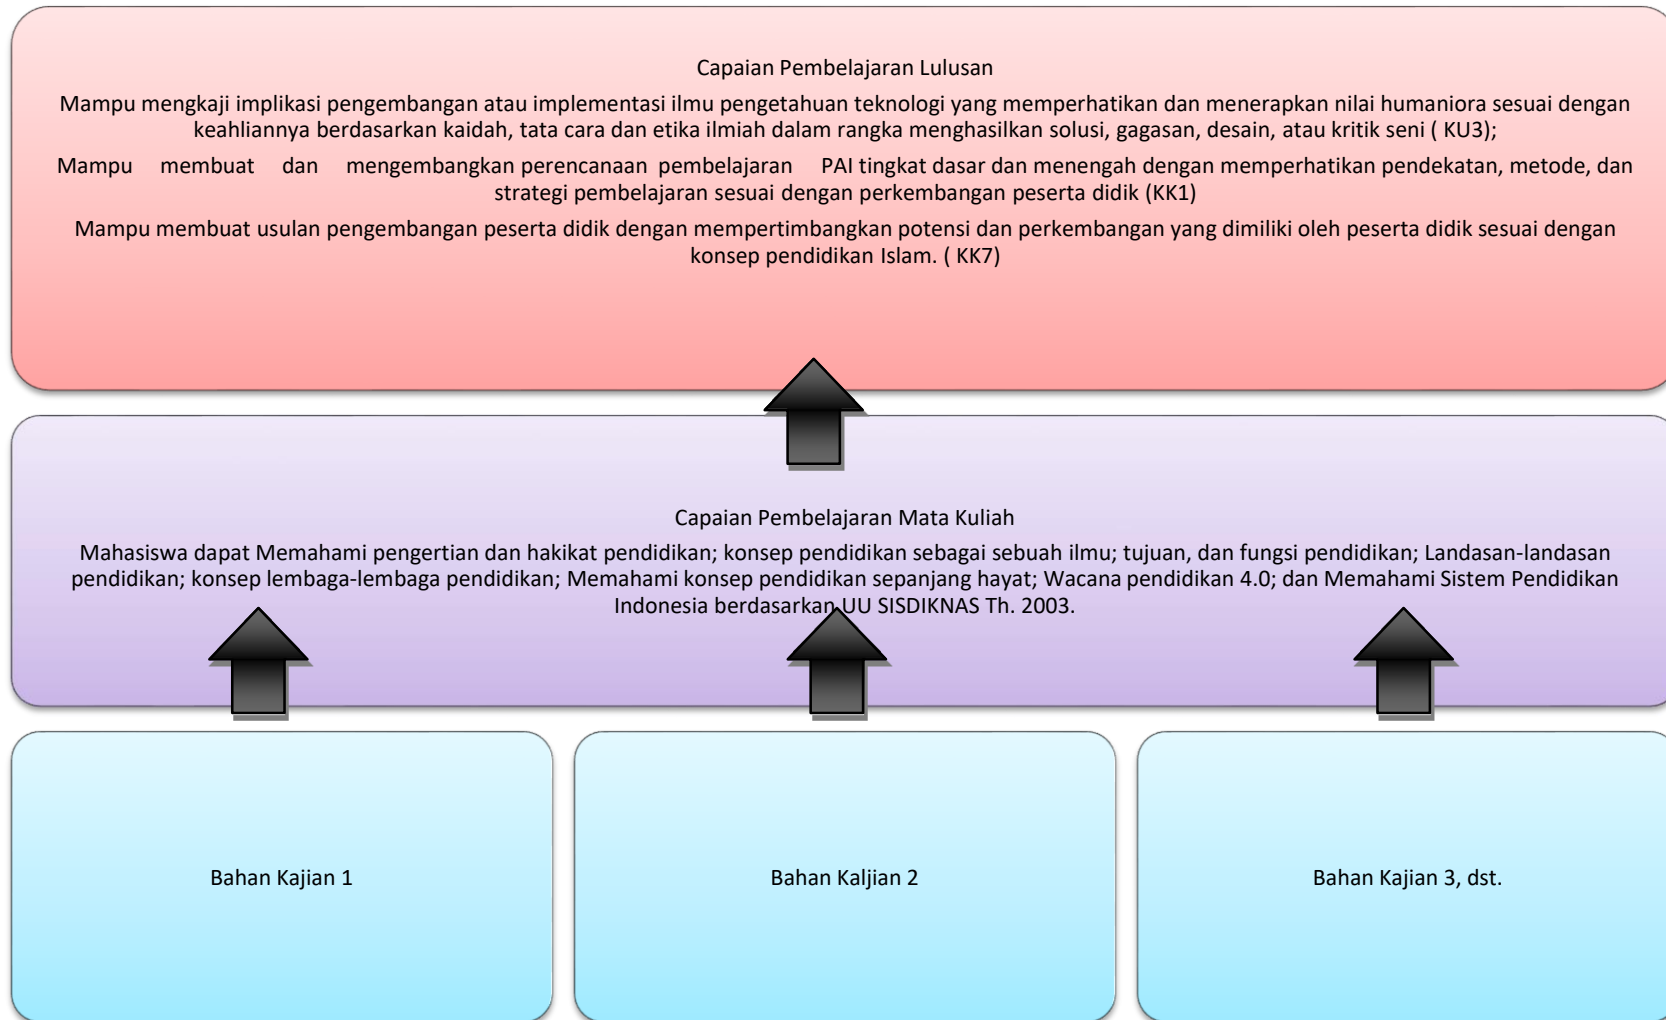 Capaian Pembelajaran Lulusan
Mampu mengkaji implikasi pengembangan atau implementasi ilmu pengetahuan teknologi yang memperhatikan dan menerapkan nilai humaniora sesuai dengan
keahliannya berdasarkan kaidah, tata cara dan etika ilmiah dalam rangka menghasilkan solusi, gagasan, desain, atau kritik seni ( KU3);
Mampu membuat dan mengembangkan perencanaan pembelajaran PAI tingkat dasar dan menengah dengan memperhatikan pendekatan, metode, dan
strategi pembelajaran sesuai dengan perkembangan peserta didik (KK1)
Mampu membuat usulan pengembangan peserta didik dengan mempertimbangkan potensi dan perkembangan yang dimiliki oleh peserta didik sesuai dengan
konsep pendidikan Islam. ( KK7)
Capaian Pembelajaran Mata Kuliah
Mahasiswa dapat Memahami pengertian dan hakikat pendidikan; konsep pendidikan sebagai sebuah ilmu; tujuan, dan fungsi pendidikan; Landasan-landasan
pendidikan; konsep lembaga-lembaga pendidikan; Memahami konsep pendidikan sepanjang hayat; Wacana pendidikan 4.0; dan Memahami Sistem Pendidikan
Indonesia berdasarkan UU SISDIKNAS Th. 2003.
Bahan Kajian 1
Bahan Kaljian 2
Bahan Kajian 3, dst.